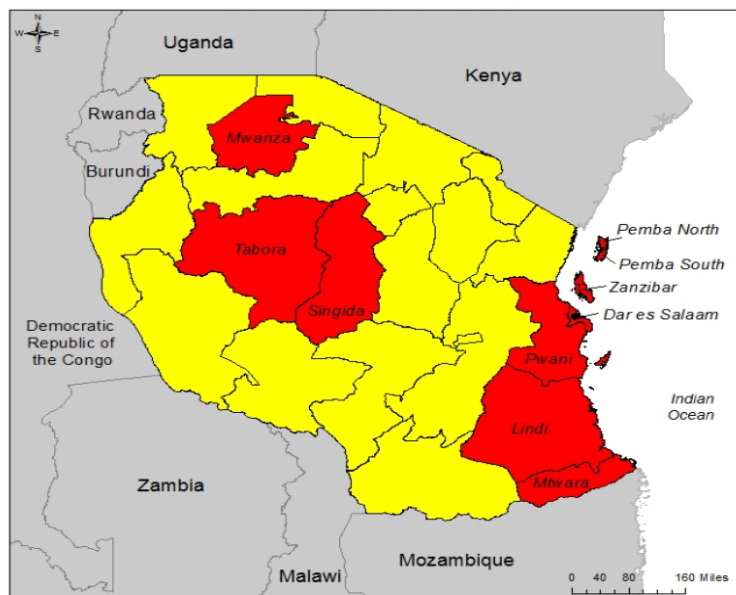 N
W E
S
Uganda
Kenya
Rwanda
Mwanza
Burundi
Pemba North
Tabora
Pemba South
Zanzibar
Singida
Dar es Salaam
Democratic
Republic of
the Congo
Pwani
Indian
Ocean
Lindi
Zambia
Mtwara
Mozambique
Malawi
0 40 80 160 Miles